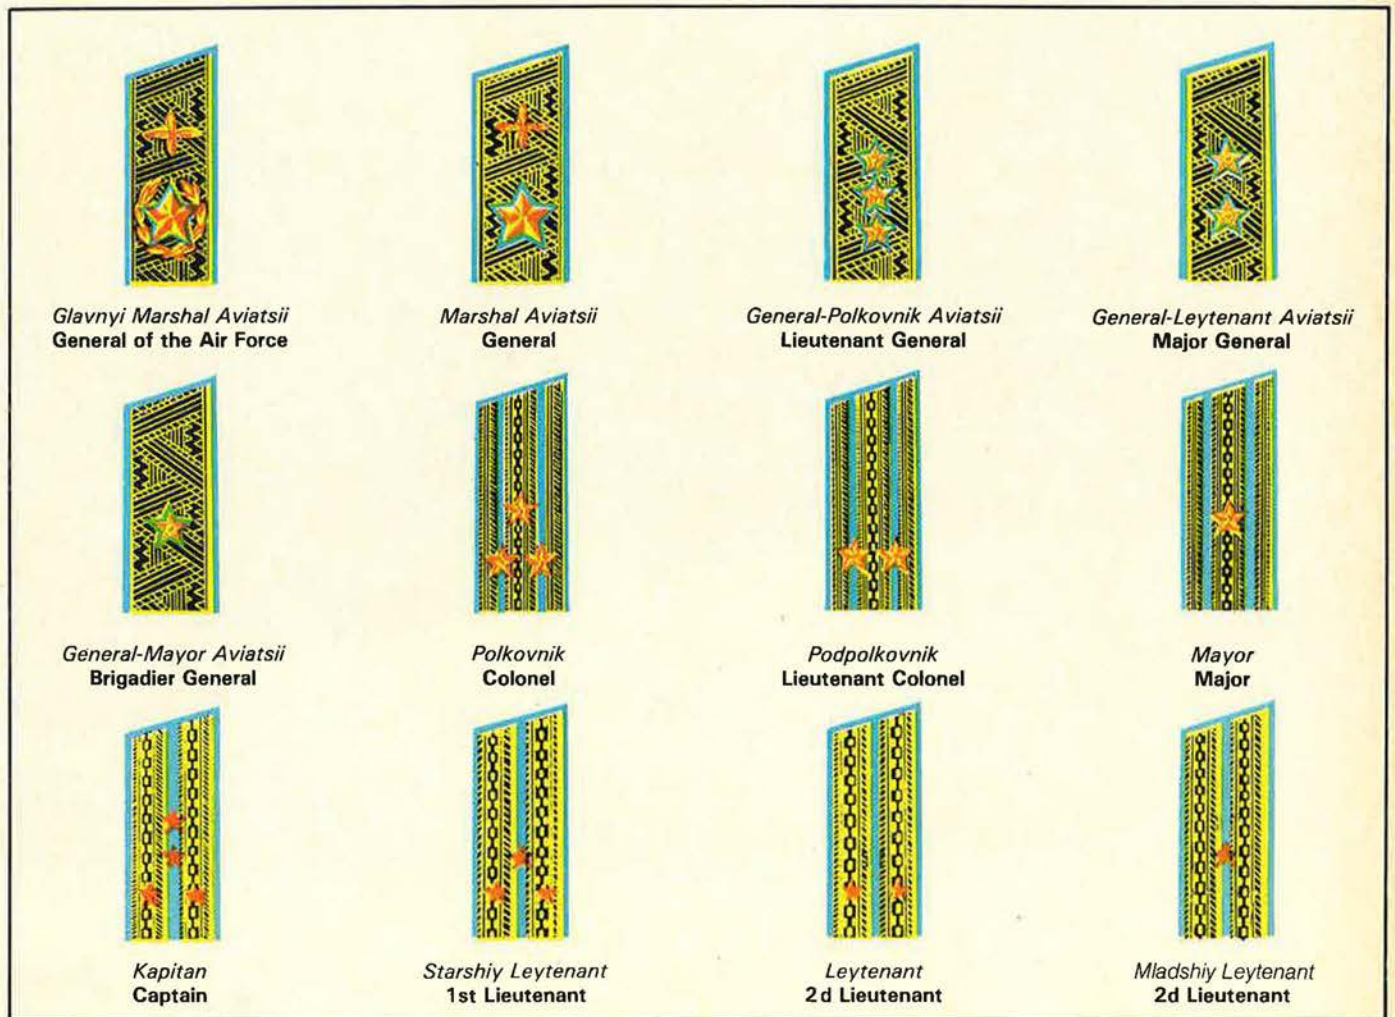 Glavnyi Marshal Aviatsii
General of the Air Force
Marshal Aviatsii
General
General-Polkovnik Aviatsii
Lieutenant General
General-Leytenant Aviatsii
Major General
General-Mayor Aviatsii
Brigadier General
Polkovnik
Colonel
Podpolkovnik
Lieutenant Colonel
Mayor
Major
Kapitan
Captain
Starshiy Leytenant
1st Lieutenant
Leytenant
2d Lieutenant
Mladshiy Leytenant
2d Lieutenant